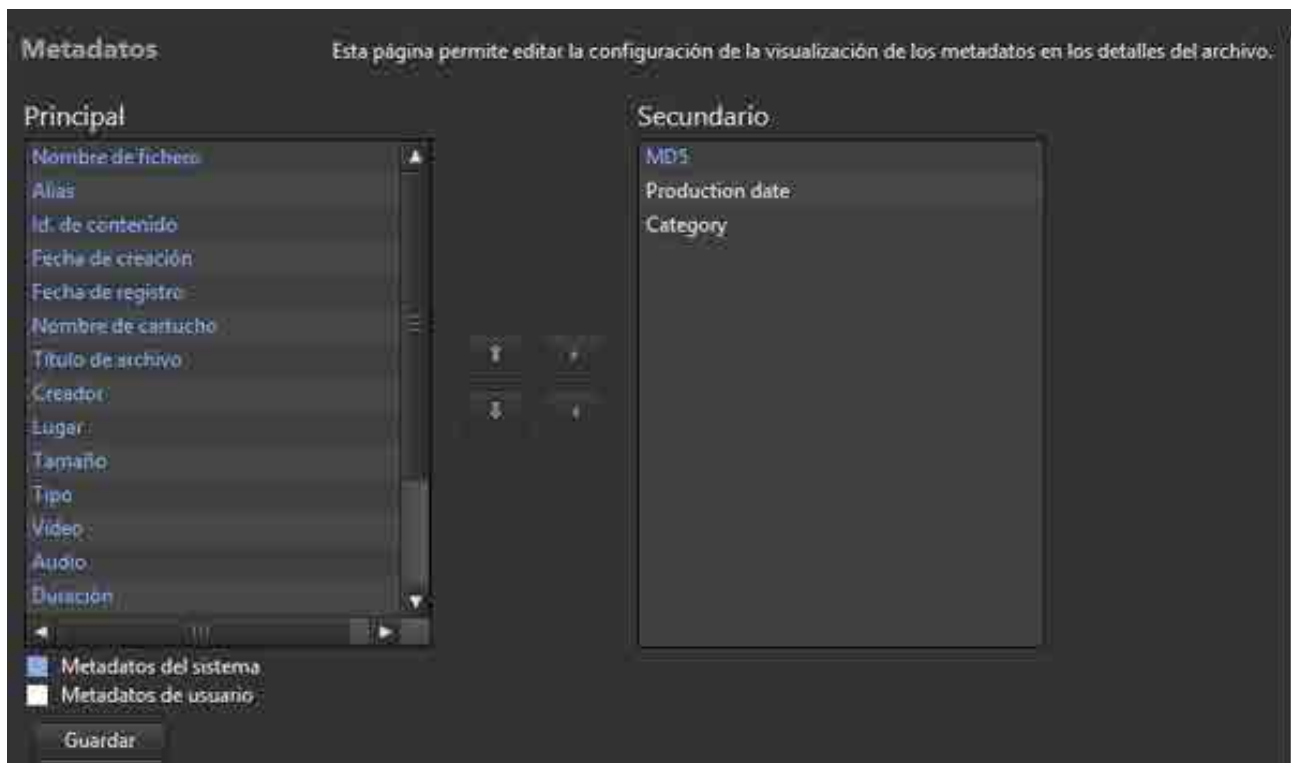 Metadatos
Esta página permite editar la configuración de la visualización de los metadatos en los detalles del archivo.
Principal
Nombre de fichero
Alias
Id. de contenido
Fecha de creación
Fecha de registro
Nombre de cartucho
Título de archivo
Creador
Lugar
Tamaño
Tipo
Vídeo
Audio
Duración
Metadatos del sistema
Metadatos de usuario
Guardar
Secundario
MD5
Production date
Category